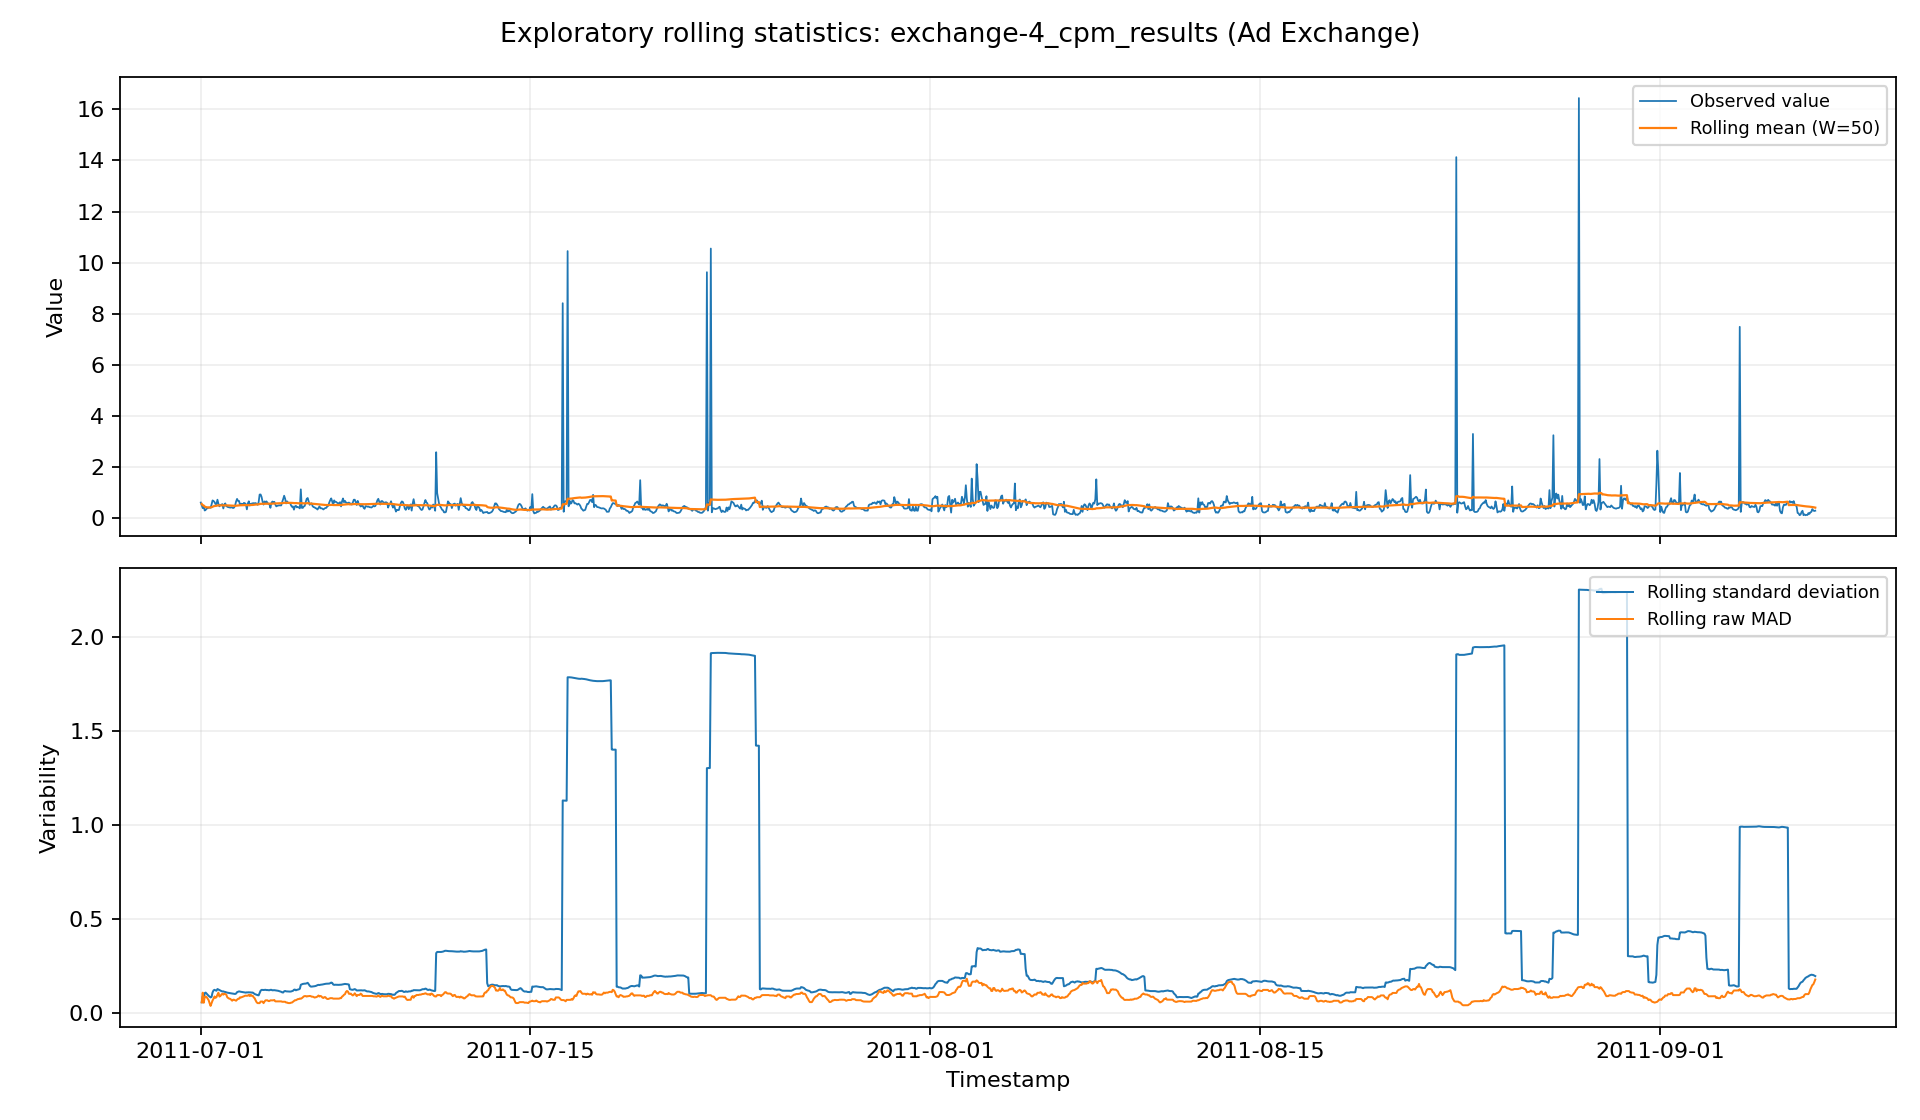 Exploratory rolling statistics: exchange-4_cpm_results (Ad Exchange)
Observed value
Rolling mean (W=50)
Value
16
14
12
10
8
6
4
2
0
Rolling standard deviation
Rolling raw MAD
Variability
2.0
1.5
1.0
0.5
0.0
2011-07-01 2011-07-15 2011-08-01 2011-08-15 2011-09-01
Timestamp